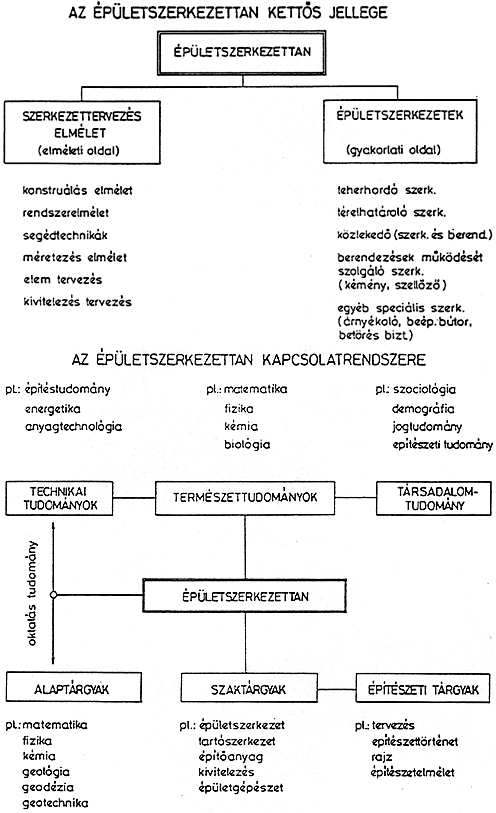 AZ ÉPÜLETSZERKEZETTAN KETTŐS JELLEGE
ÉPÜLETSZERKEZETTAN
SZERKEZETTERVEZÉS
ELMÉLET
(elméleti oldal)
konstruálás elmélet
rendszerelmélet
segédtechnikák
méretezés elmélet
elem tervezés
kivitelezés tervezés
ÉPÜLETSZERKEZETEK
(gyakorlati oldal)
teherhordó szerk.
térelhatároló szerk.
közlekedő (szerk. és berend.)
berendezések működését
szolgáló szerk.
(kémény, szellőző)
egyéb speciális szerk.
(árnyékoló, beép. bútor,
betörés bizt.)
AZ ÉPÜLETSZERKEZETTAN KAPCSOLATRENDSZERE
pl.: építéstudomány
energetika
anyagtechnológia
pl.: matematika
fizika
kémia
biológia
pl.: szociológia
demográfia
jogtudomány
építészeti tudomány
TECHNIKAI
TUDOMÁNYOK
TERMÉSZETTUDOMÁNYOK
TÁRSADALOM-
TUDOMÁNY
oktatás tudomány
ÉPÜLETSZERKEZETTAN
ALAPTÁRGYAK
SZAKTÁRGYAK
ÉPÍTÉSZETI TÁRGYAK
pl.: matematika
fizika
kémia
geológia
geodézia
geotechnika
pl.: épületszerkezet
tartószerkezet
építőanyag
kivitelezés
épületgépészet
pl.: tervezés
építészettörténet
rajz
építészetelmélet